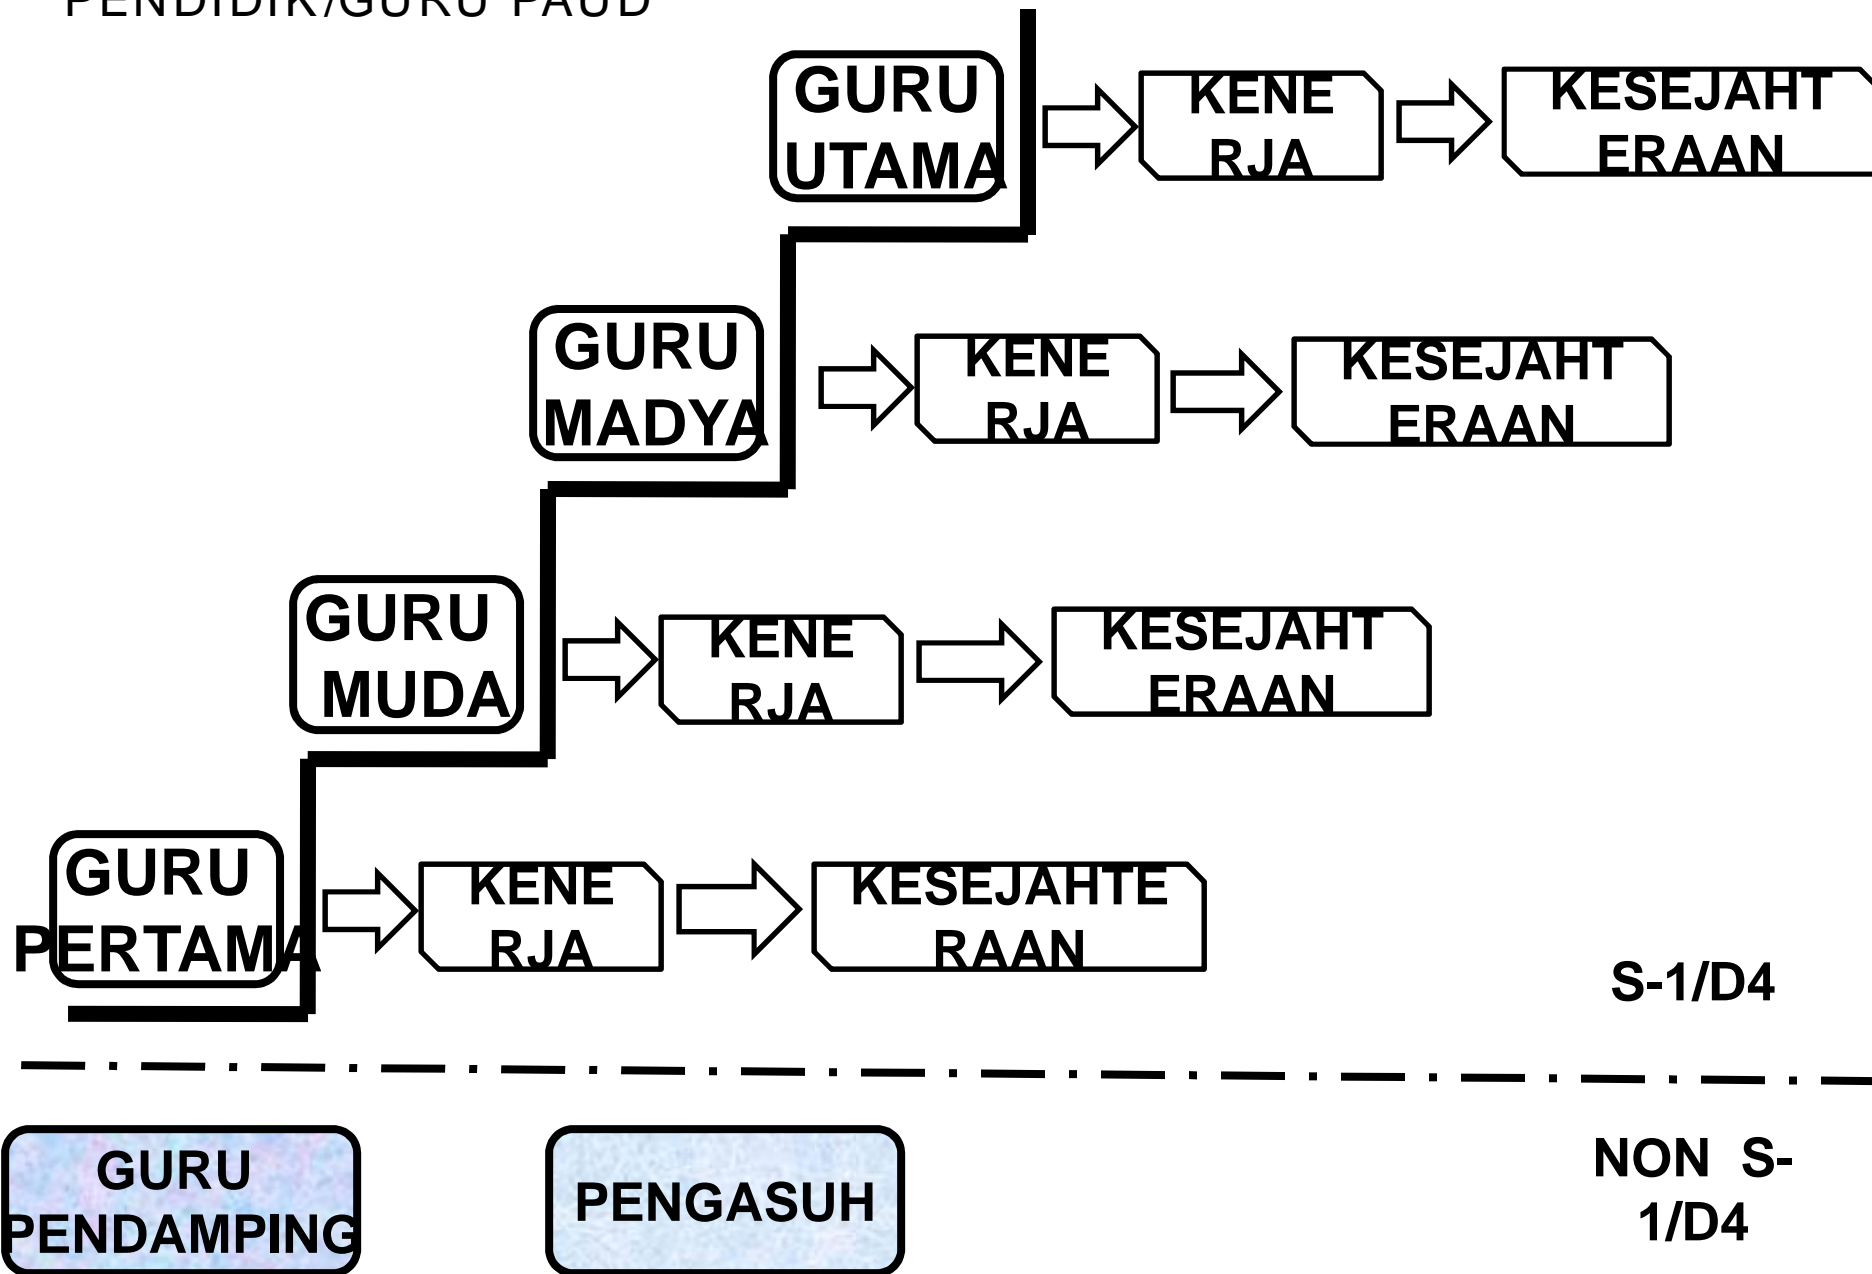 PENDIDIK/GURU PAUD
GURU
UTAMA
KENE
RJA
KESEJAHT
ERAAN
GURU
MADYA
KENE
RJA
KESEJAHT
ERAAN
GURU
MUDA
KENE
RJA
KESEJAHT
ERAAN
GURU
PERTAMA
KENE
RJA
KESEJAHTE
RAAN
S-1/D4
GURU
PENDAMPING
PENGASUH
NON S-
1/D4